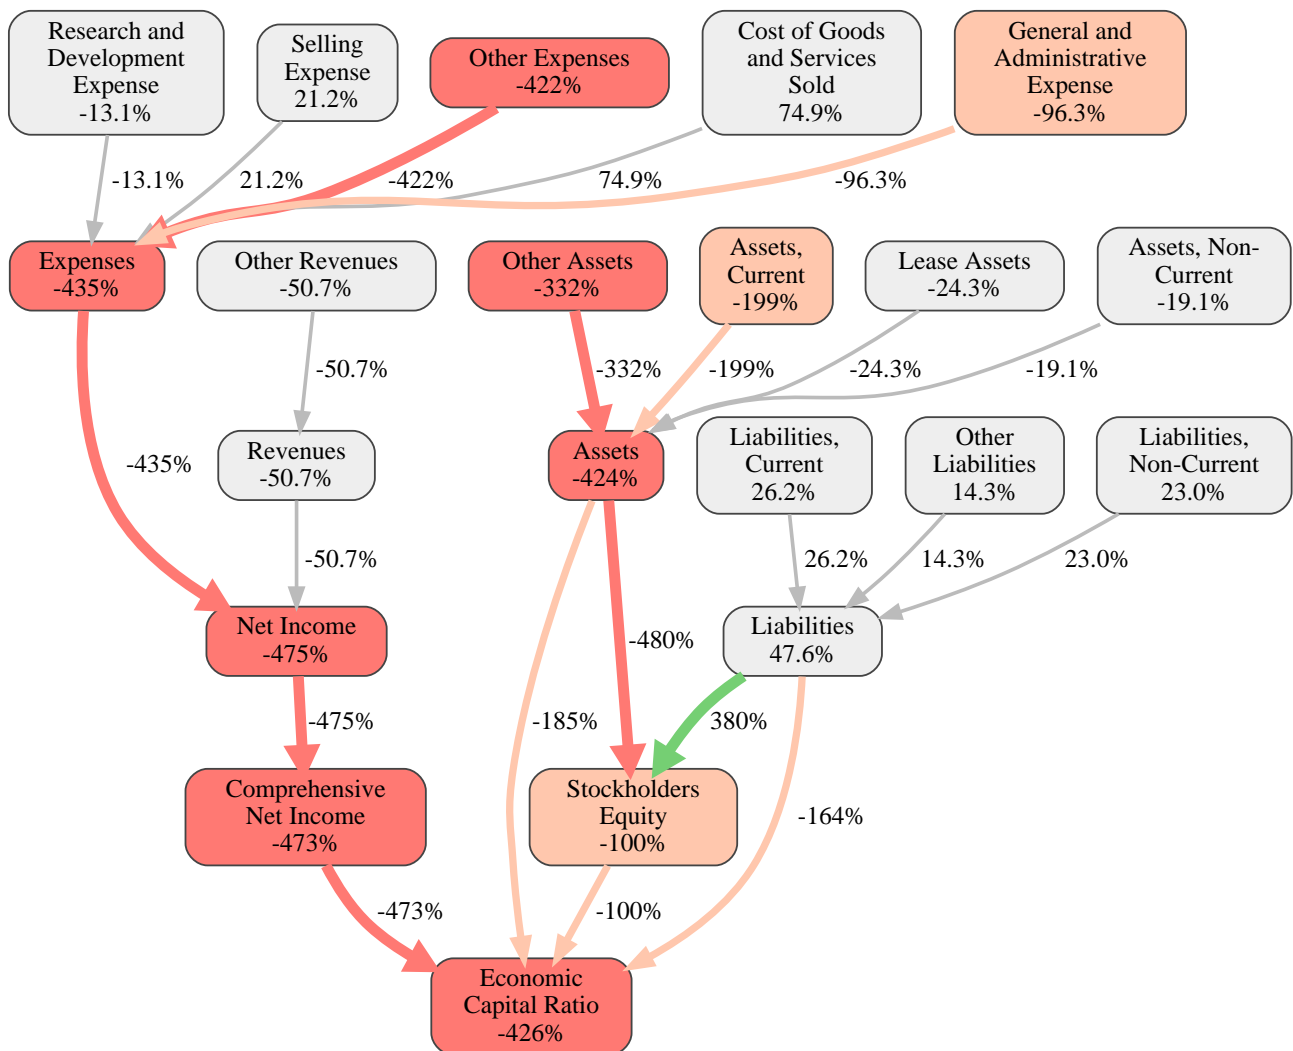 Research and
Development
Expense
-13.1%
Selling
Expense
21.2%
Other Expenses
-422%
Cost of Goods
and Services
Sold
74.9%
General and
Administrative
Expense
-96.3%
-13.1%
21.2%
-422%
74.9%
-96.3%
Expenses
-435%
Other Revenues
-50.7%
Other Assets
-332%
Assets,
Current
-199%
Lease Assets
-24.3%
Assets, Non-
Current
-19.1%
-50.7%
-332%
-199%
-24.3%
-19.1%
-435%
Revenues
-50.7%
Assets
-424%
Liabilities,
Current
26.2%
Other
Liabilities
14.3%
Liabilities,
Non-Current
23.0%
-50.7%
26.2%
14.3%
23.0%
Net Income
-475%
-480%
Liabilities
47.6%
-475%
-185%
380%
Comprehensive
Net Income
-473%
Stockholders
Equity
-100%
-164%
-473%
-100%
Economic
Capital Ratio
-426%